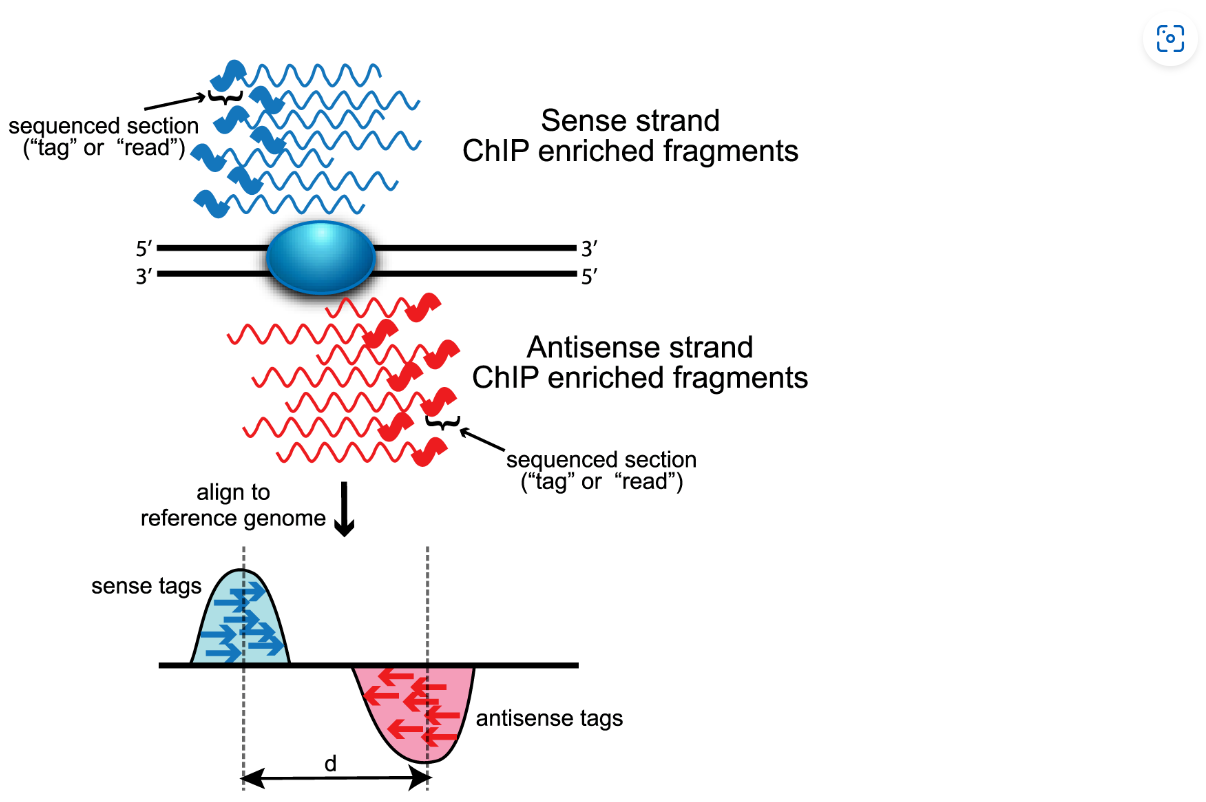 sequenced section
(“tag” or “read”)
Sense strand
ChIP enriched fragments
5′
3′
3′
5′
Antisense strand
ChIP enriched fragments
sequenced section
(“tag” or “read”)
align to
reference genome
sense tags
antisense tags
d